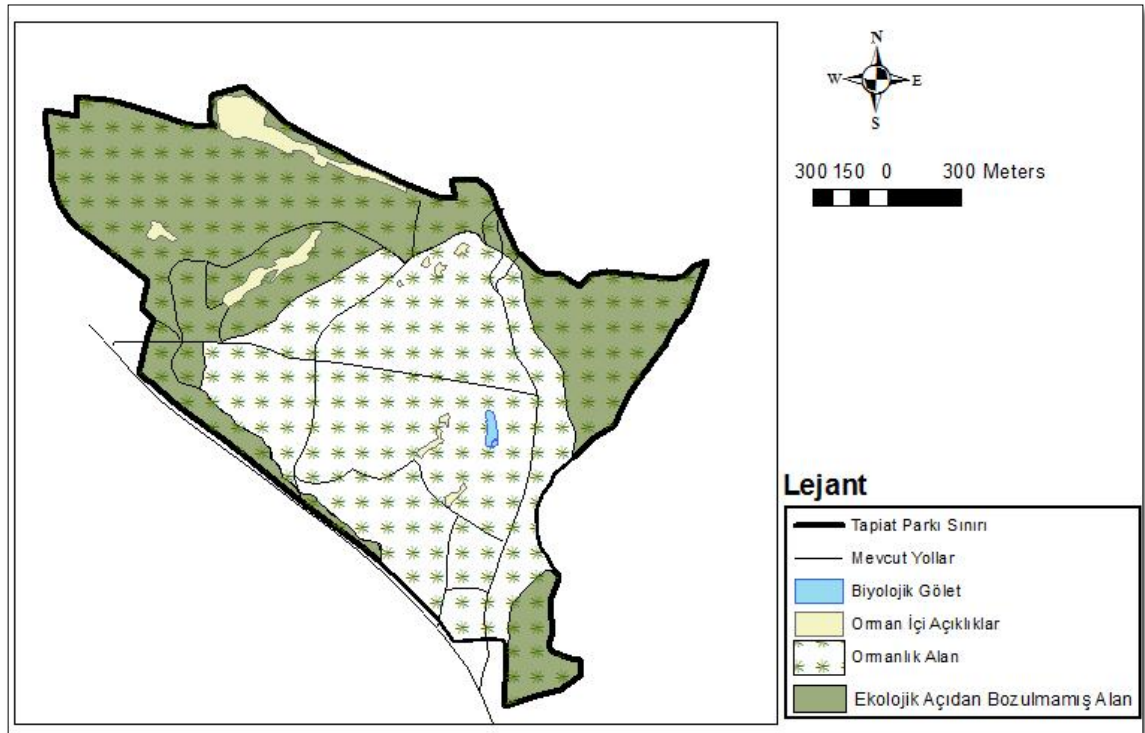 N
W E
S
300 150 0 300 Meters
Lejant
Tapiat Parkı Sınırı
Mevcut Yollar
Biyolojik Gölet
Orman İçi Açıklıklar
Ormanlık Alan
Ekolojik Açıdan Bozulmamış Alan